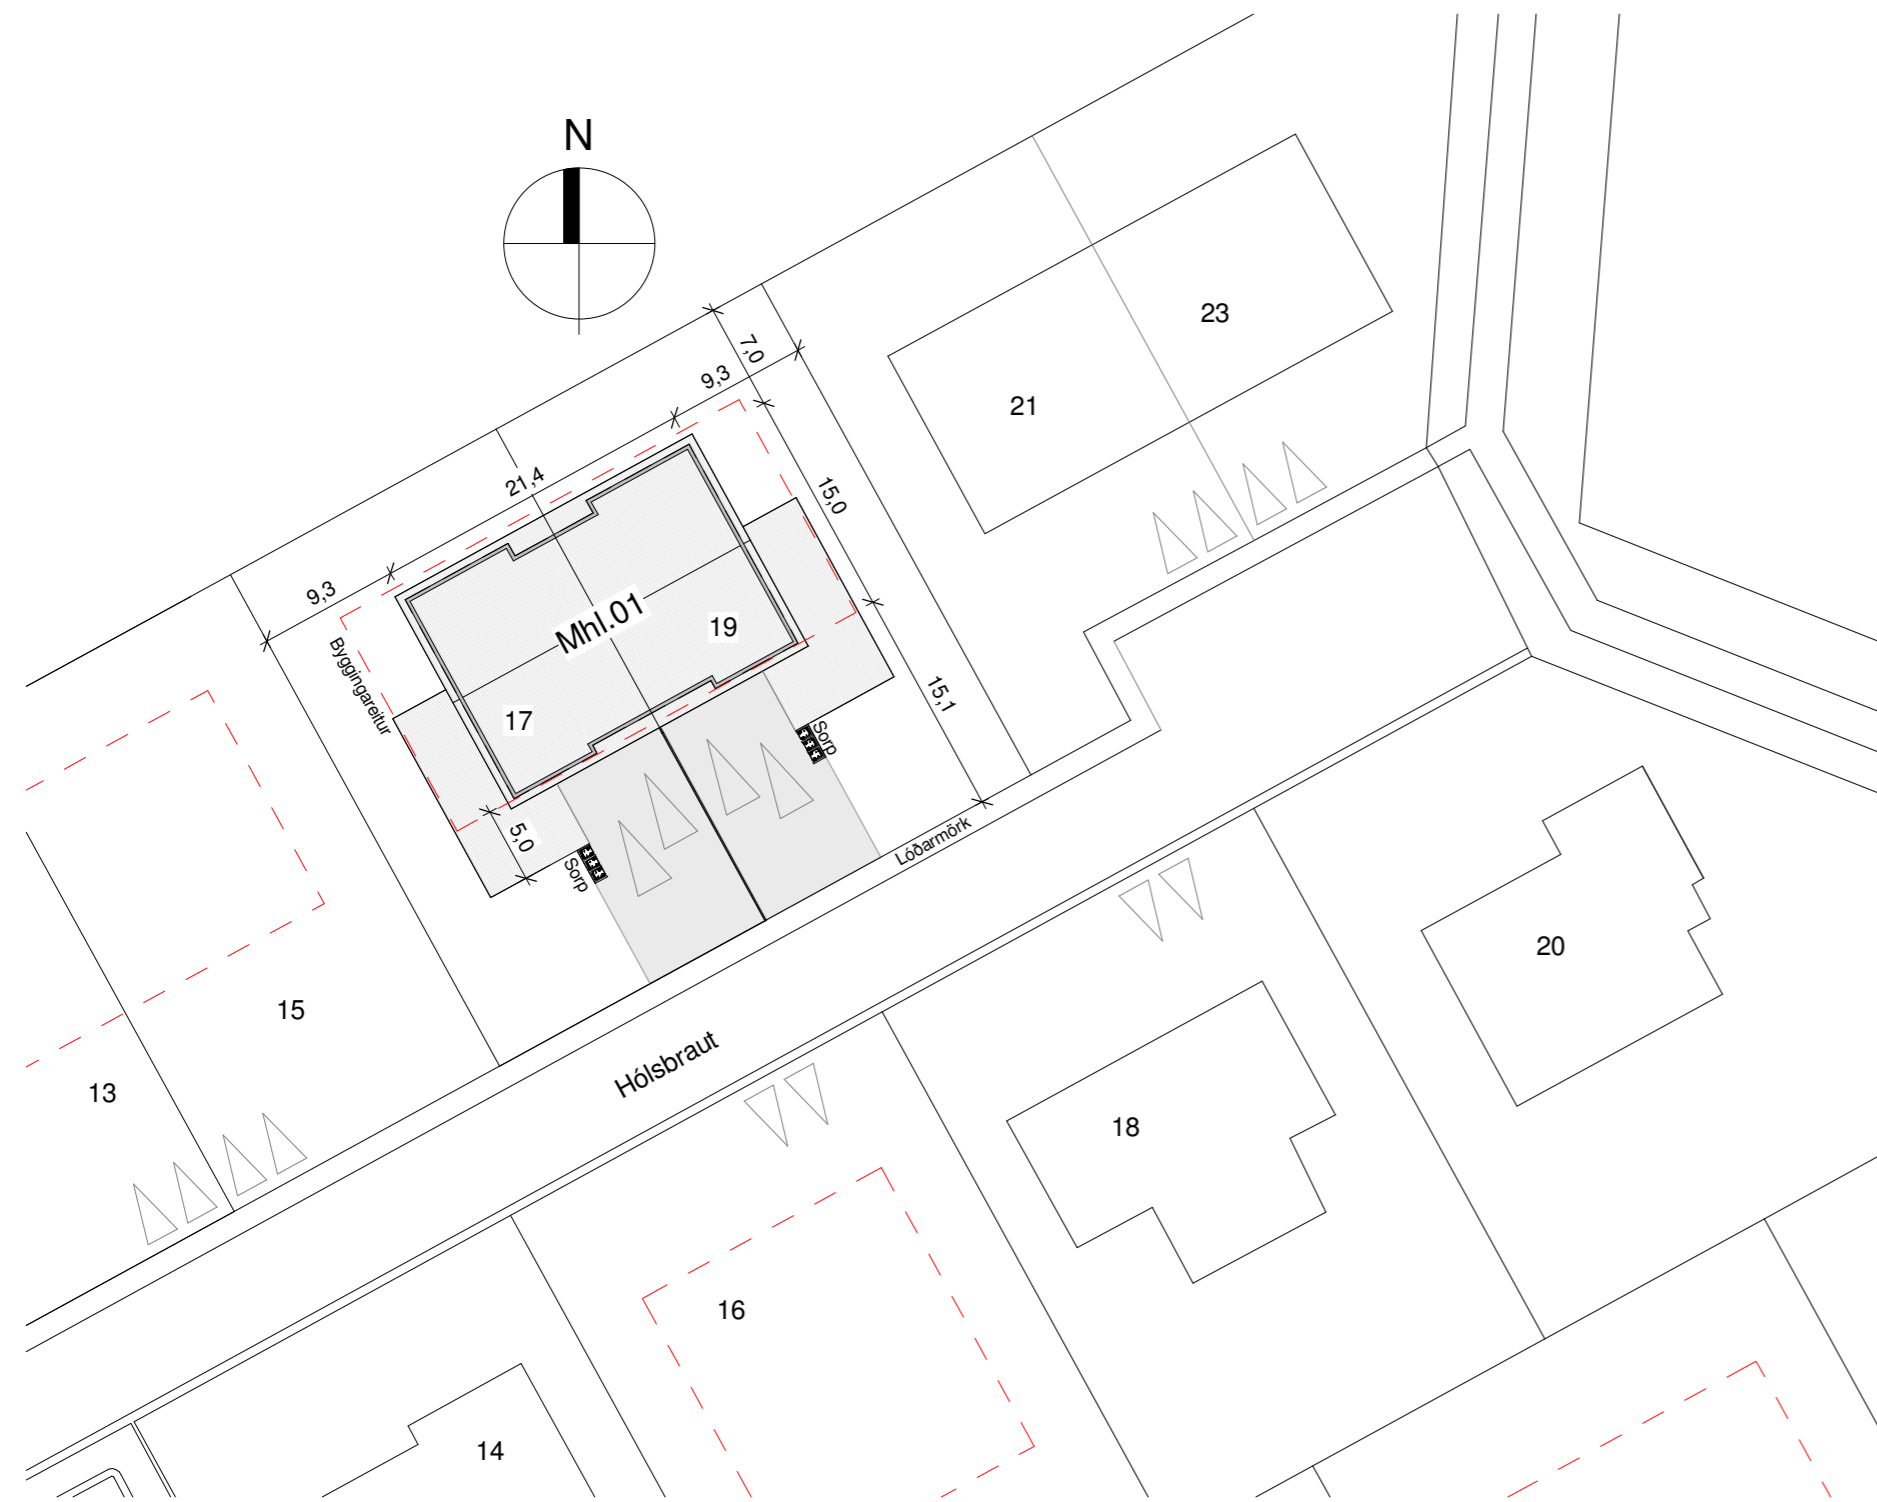 N
7,0
9,3
21,4
9,3
15,0
15,1
5,0
Byggingareitur
Mhl.01
17
19
Sorp
Sorp
Lóðarmörk
Hólsbraut
21
23
13
15
14
16
18
20